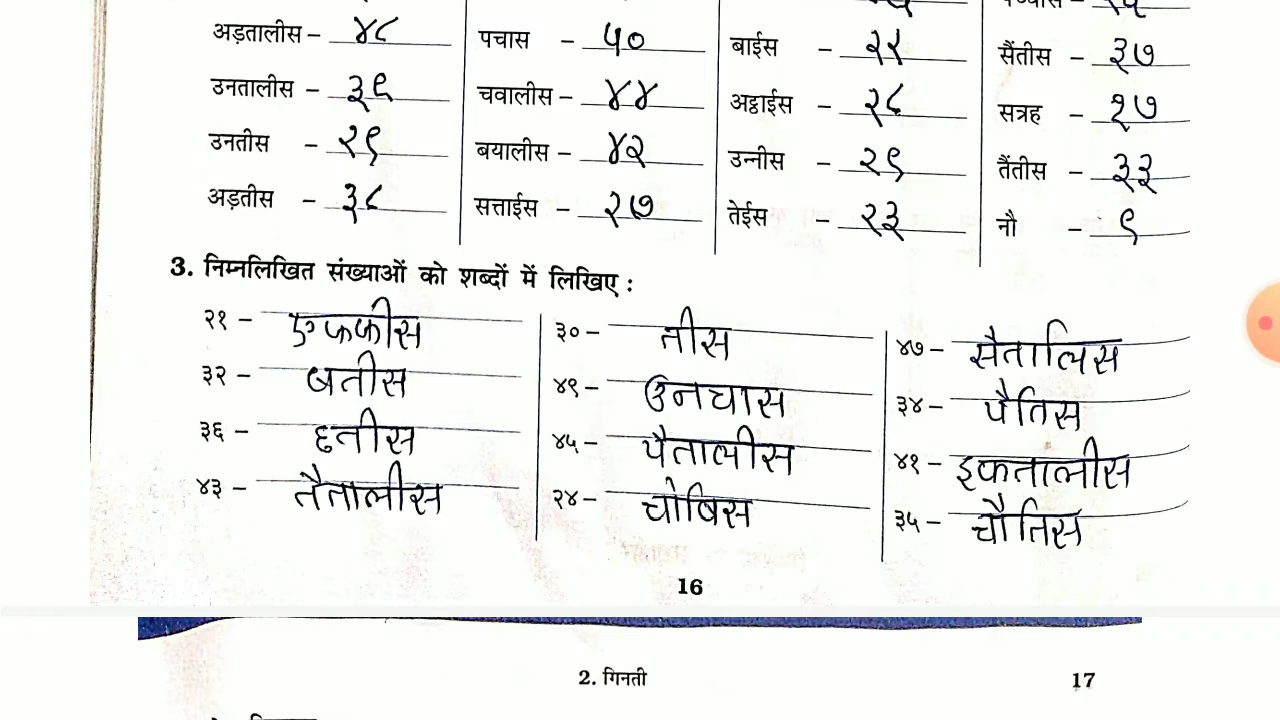 अड़तालीस - ४८ पचास - ५० बाईस - २२ सैंतीस - ३७
उनतालीस - ३९ चवालीस - ४४ अट्ठाईस - २८ सत्रह - १७
उनतीस - २९ बयालीस - ४२ उन्नीस - २९ तैंतीस - ३३
अड़तीस - ३८ सत्ताईस - २७ तेईस - २३ नौ - ९
3. निम्नलिखित संख्याओं को शब्दों में लिखिए :
२१ - एककीस ३० - तीस ४७ - सैतालिस
३२ - बतीस ४९ - उनचास ३४ - पैतिस
३६ - छतीस ४५ - पैतालीस ४१ - इकतालीस
४३ - तैतालीस २४ - चोबिस ३५ - चौतिस
16
2. गिनती 17